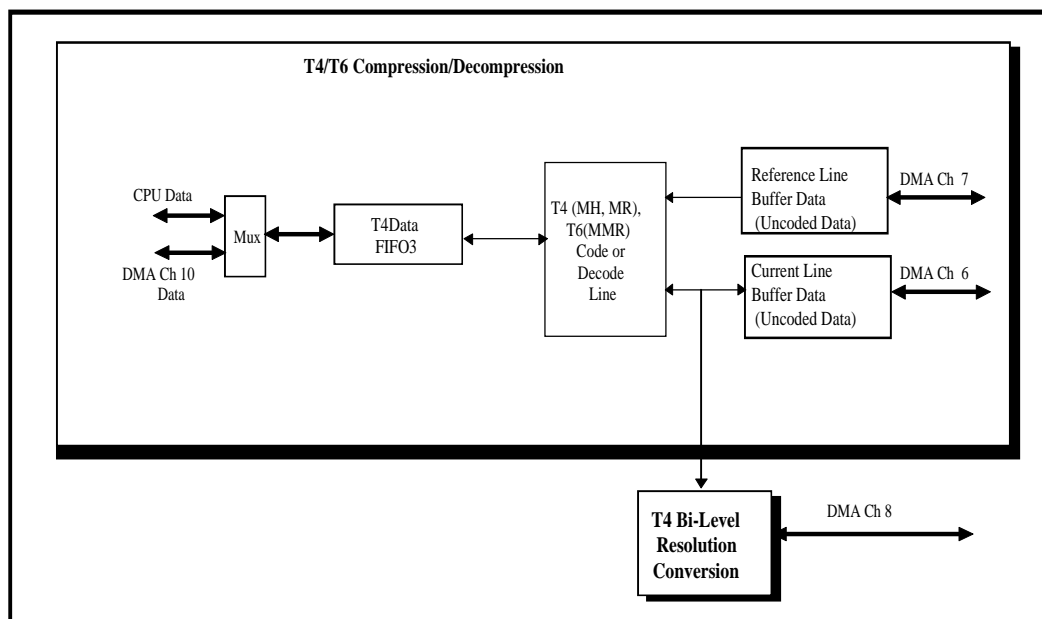 T4/T6 Compression/Decompression
CPU Data
DMA Ch 10
Data
Mux
T4Data
FIFO3
T4 (MH, MR),
T6(MMR)
Code or
Decode
Line
Reference Line
Buffer Data
(Uncoded Data)
DMA Ch 7
Current Line
Buffer Data
(Uncoded Data)
DMA Ch 6
T4 Bi-Level
Resolution
Conversion
DMA Ch 8